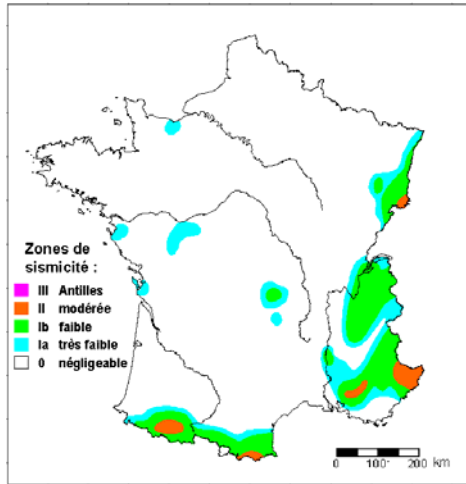 Zones de
sismicité :
III Antilles
II modérée
Ib faible
Ia très faible
0 négligeable
0 100 200 km